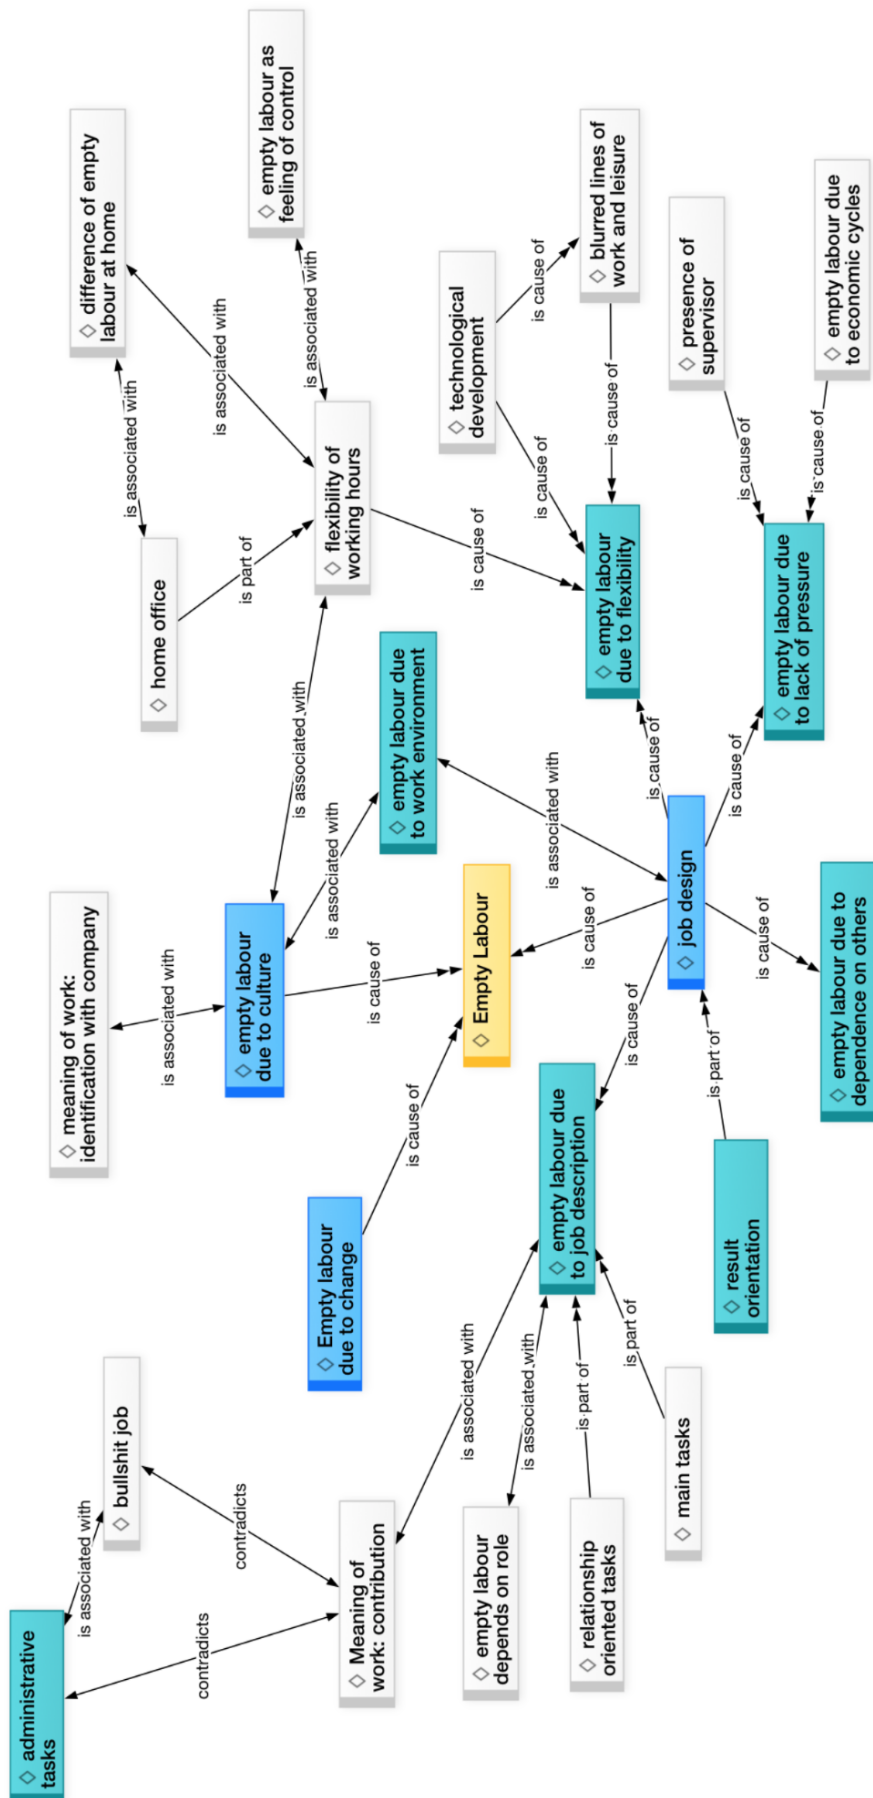 administrative
tasks
is associated with
bullshit job
meaning of work:
identification with company
difference of empty
labour at home
is associated with
home office
is associated with
contradicts
contradicts
is associated with
is part of
empty labour
due to culture
empty labour as
feeling of control
is associated with
is associated with
Empty labour
due to change
is associated with
flexibility of
working hours
Meaning of
work: contribution
is cause of
is cause of
empty labour due
to work environment
is associated with
is cause of
technological
development
empty labour
depends on role
Empty Labour
is associated with
is associated with
is cause of
is cause of
empty labour due
to job description
is cause of
relationship
oriented tasks
is part of
empty labour
due to flexibility
is cause of
blurred lines of
work and leisure
is part of
is cause of
is cause of
main tasks
job design
presence of
supervisor
is part of
is cause of
is cause of
result
orientation
is cause of
empty labour due
to lack of pressure
is cause of
empty labour due to
dependence on others
empty labour due
to economic cycles